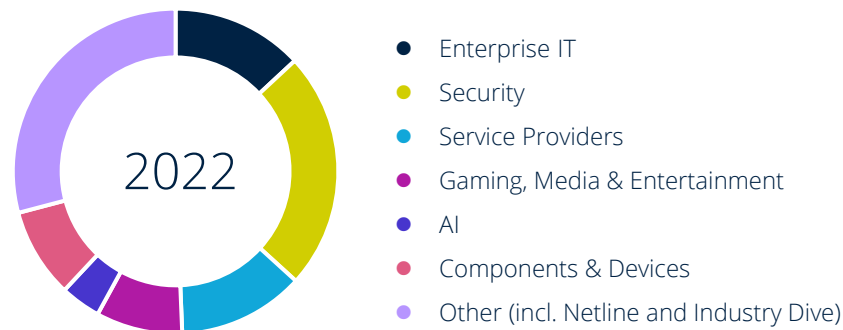 2022
Enterprise IT
Security
Service Providers
Gaming, Media & Entertainment
AI
Components & Devices
Other (incl. Netline and Industry Dive)